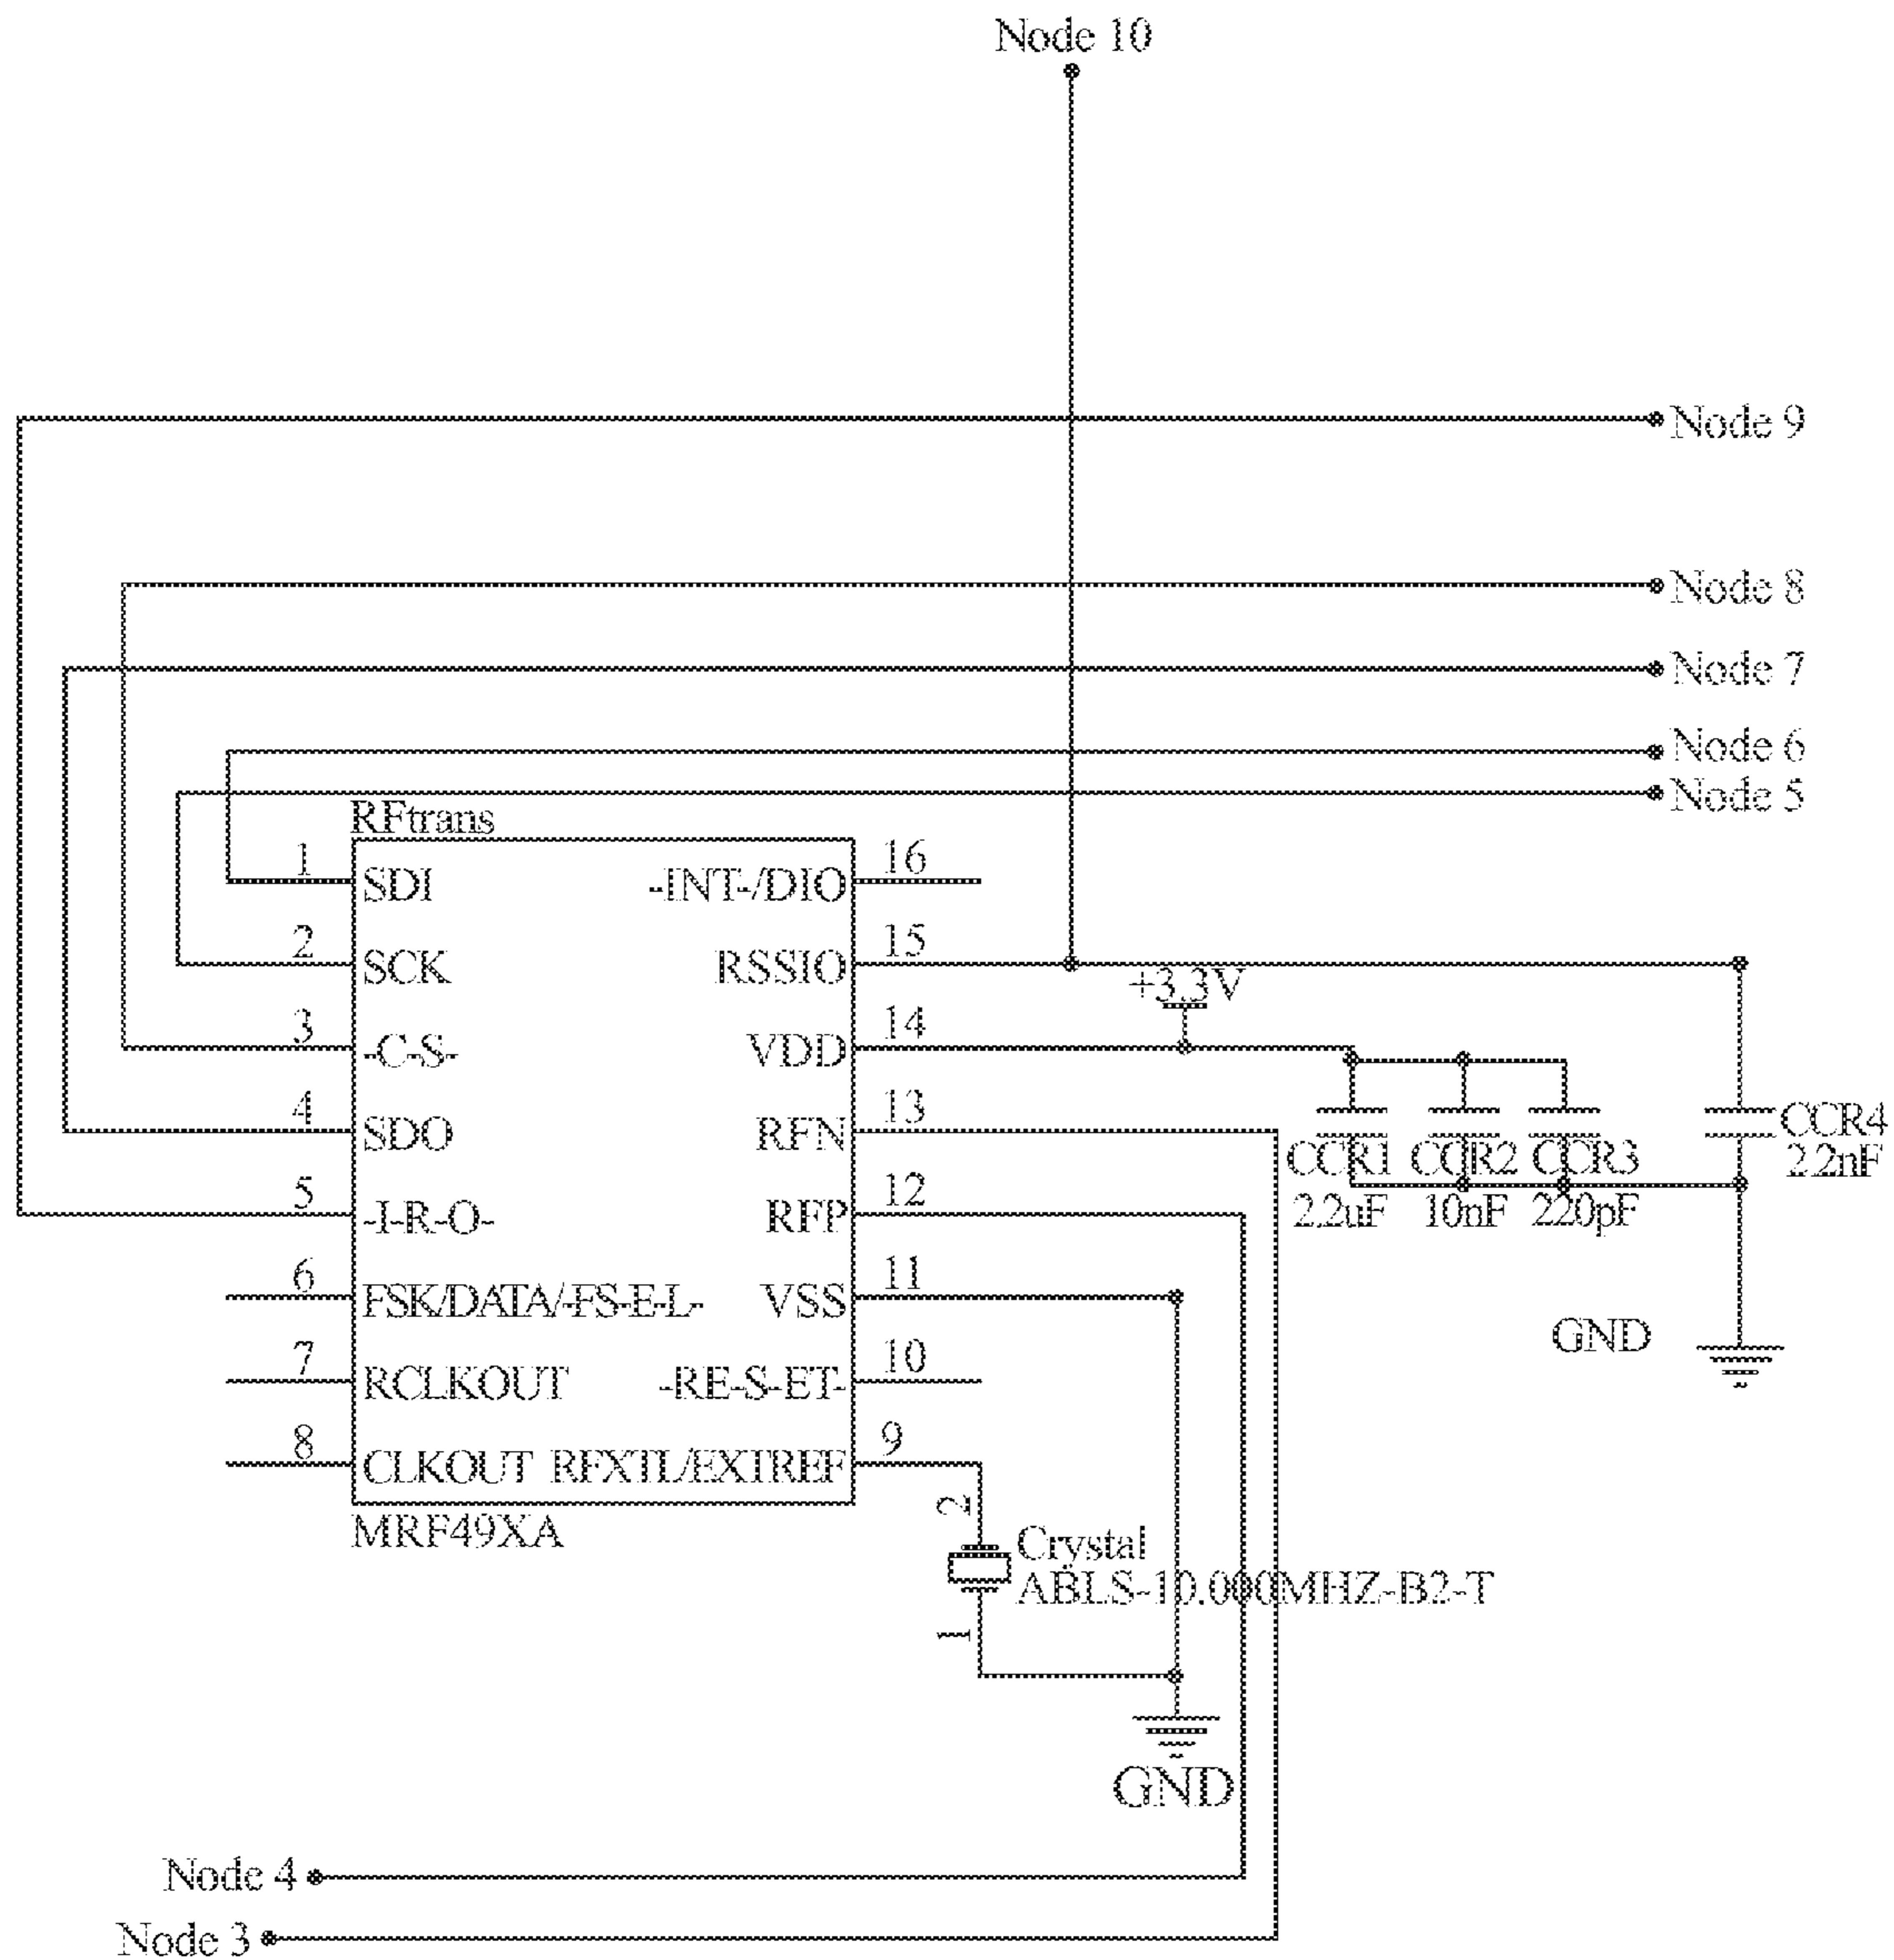 Node 10
Node 9
Node 8
Node 7
Node 6
Node 5
RFtrans
1
SDI
-INT-/DIO
16
2
SCK
RSSIO
15
+3.3V
3
-C-S-
VDD
14
4
SDO
RFN
13
CCR4
2.2nF
CCR1
CCR2
CCR3
2.2uF
10nF
220pF
5
-I-R-O-
RFP
12
6
FSK/DATA/-FS-E-L-
VSS
11
GND
7
RCLKOUT
-RE-S-ET-
10
8
CLKOUT
RFXTL/EXTREF
9
MRF49XA
2
Crystal
ABLS-10.000MHZ-B2-T
1
GND
Node 4
Node 3